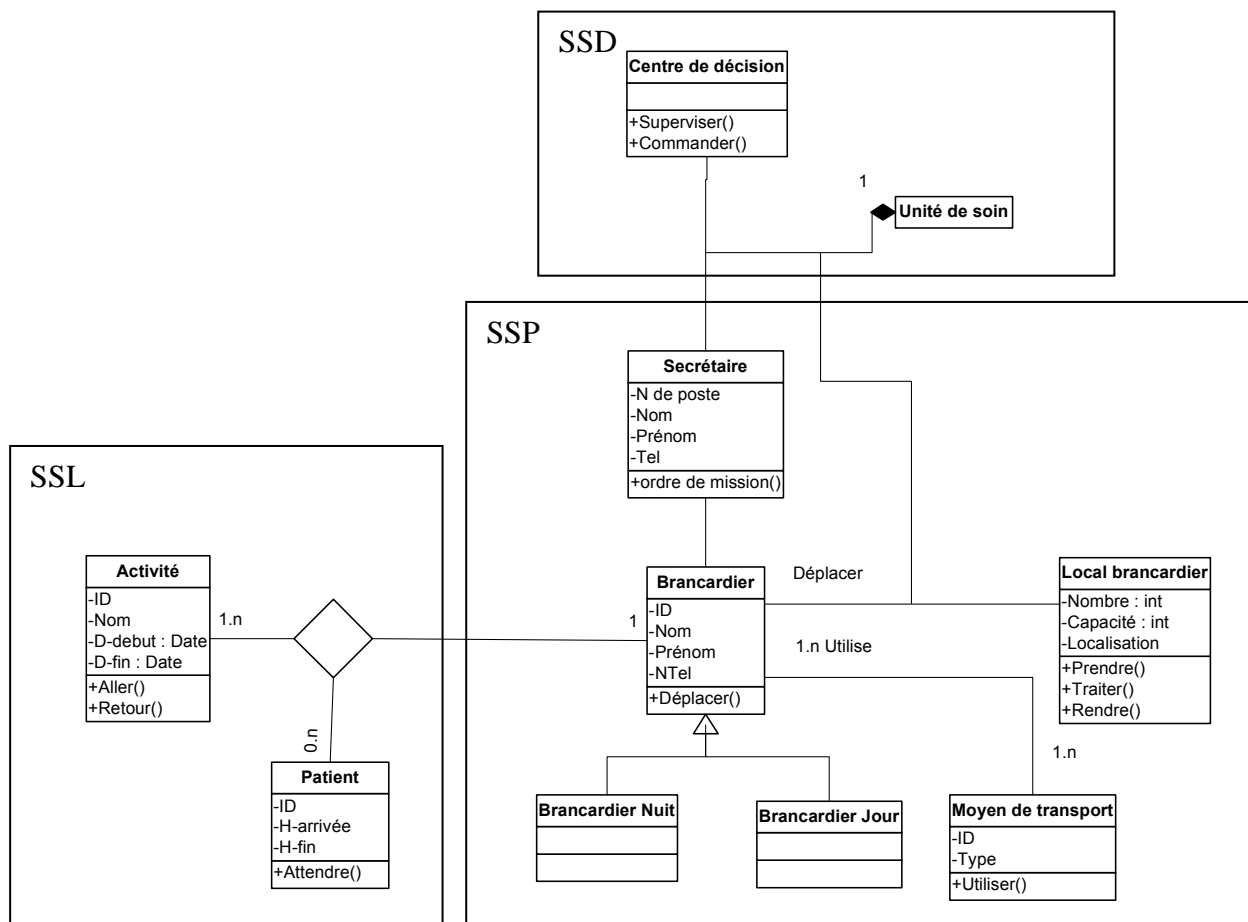 SSD
Centre de décision
+Superviser()
+Commander()
1
Unité de soin
SSP
Secrétaire
-N de poste
-Nom
-Prénom
-Tel
+ordre de mission()
SSL
Activité
-ID
-Nom
-D-debut : Date
-D-fin : Date
+Aller()
+Retour()
1.n
0.n
Patient
-ID
-H-arrivée
-H-fin
+Attendre()
1
Brancardier
-ID
-Nom
-Prénom
-NTel
+Déplacer()
Déplacer
1.n Utilise
Local brancardier
-Nombre : int
-Capacité : int
-Localisation
+Prendre()
+Traiter()
+Rendre()
1.n
Brancardier Nuit
Brancardier Jour
Moyen de transport
-ID
-Type
+Utiliser()